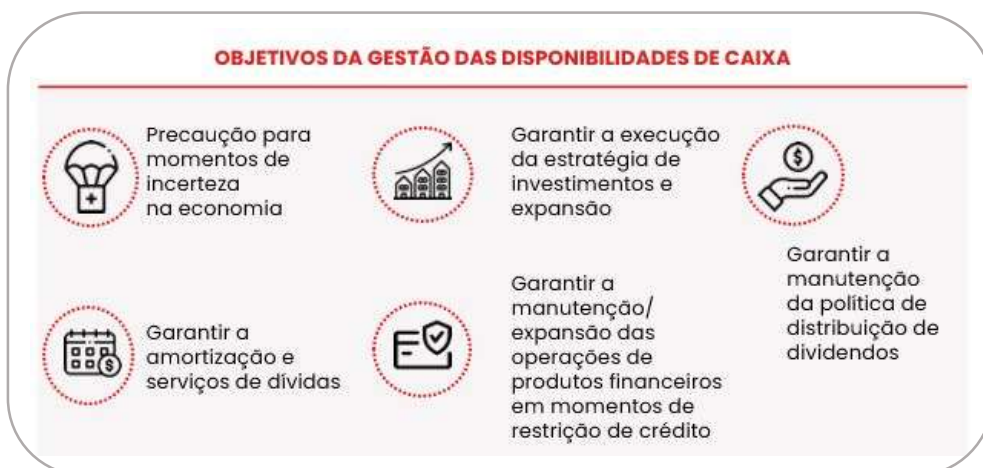 OBJETIVOS DA GESTÃO DAS DISPONIBILIDADES DE CAIXA
Precaução para
momentos de
incerteza
na economia
Garantir a execução
da estratégia de
investimentos e
expansão
Garantir a
manutenção
da política de
distribuição de
dividendos
Garantir a
amortização e
serviços de dívidas
Garantir a
manutenção/
expansão das
operações de
produtos financeiros
em momentos de
restrição de crédito